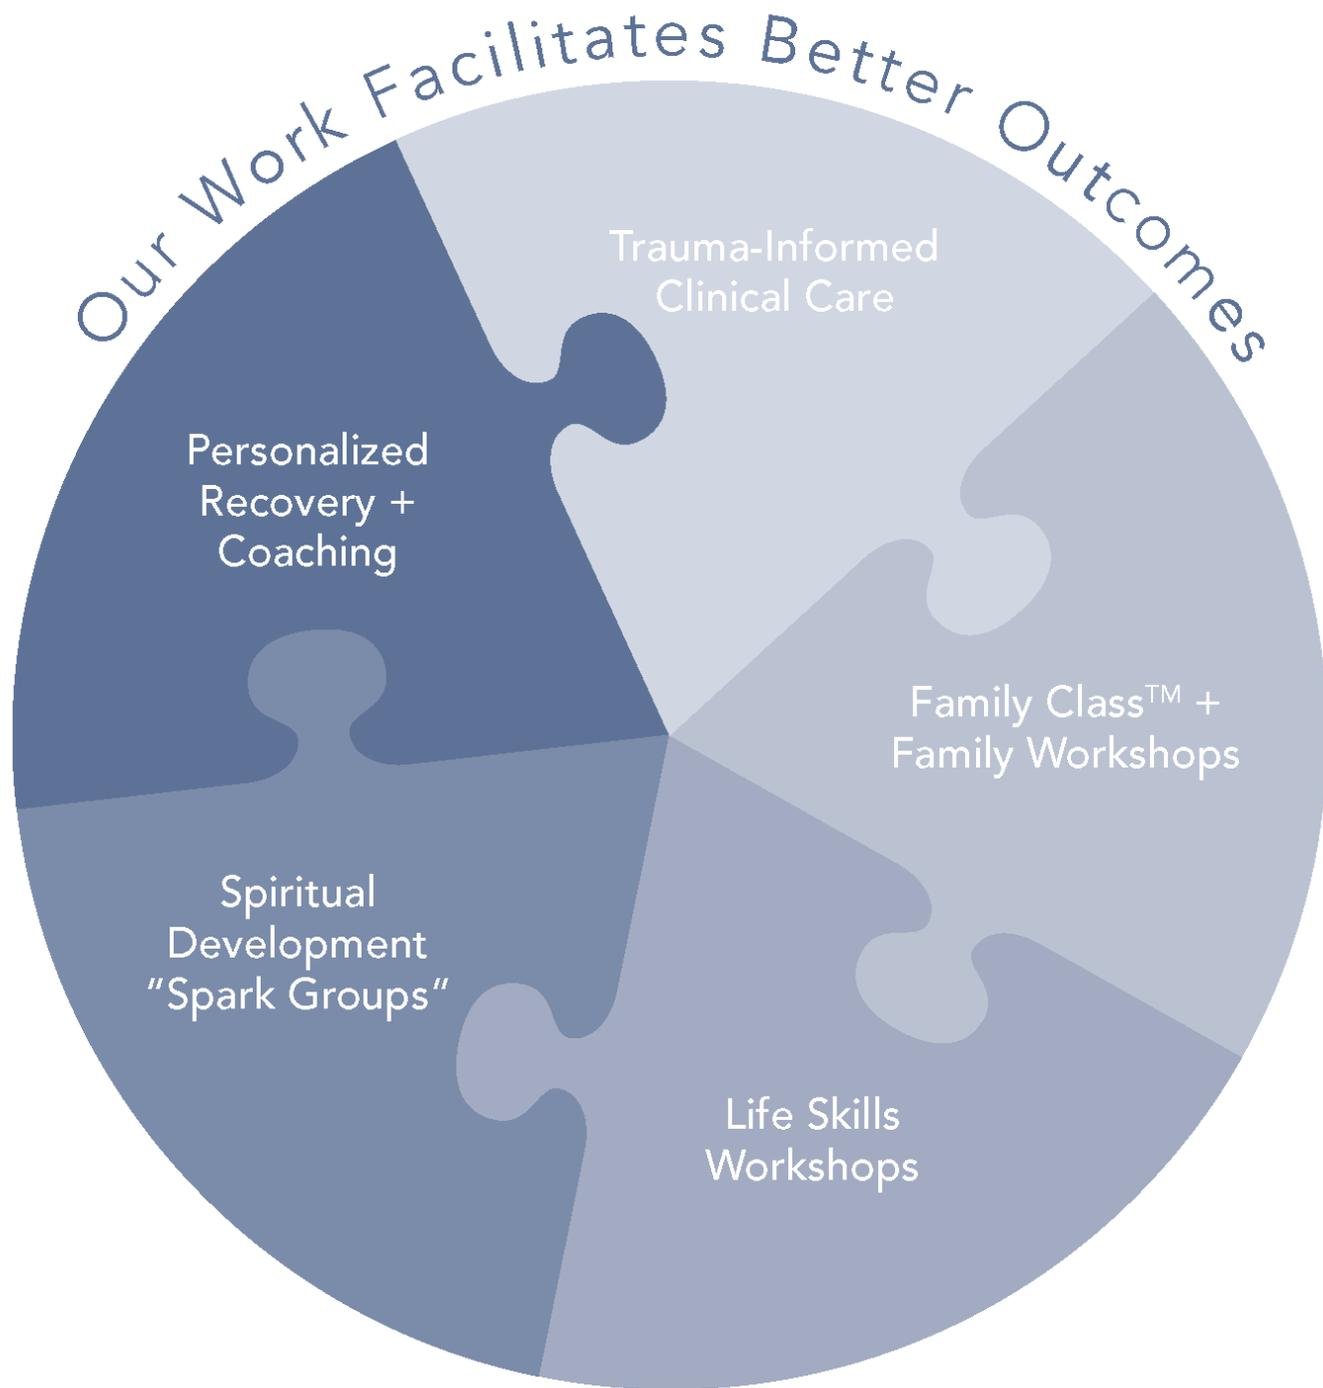 Our Work Facilitates Better Outcomes
Trauma-Informed
Clinical Care
Personalized
Recovery +
Coaching
Family Class™ +
Family Workshops
Spiritual
Development
“Spark Groups”
Life Skills
Workshops